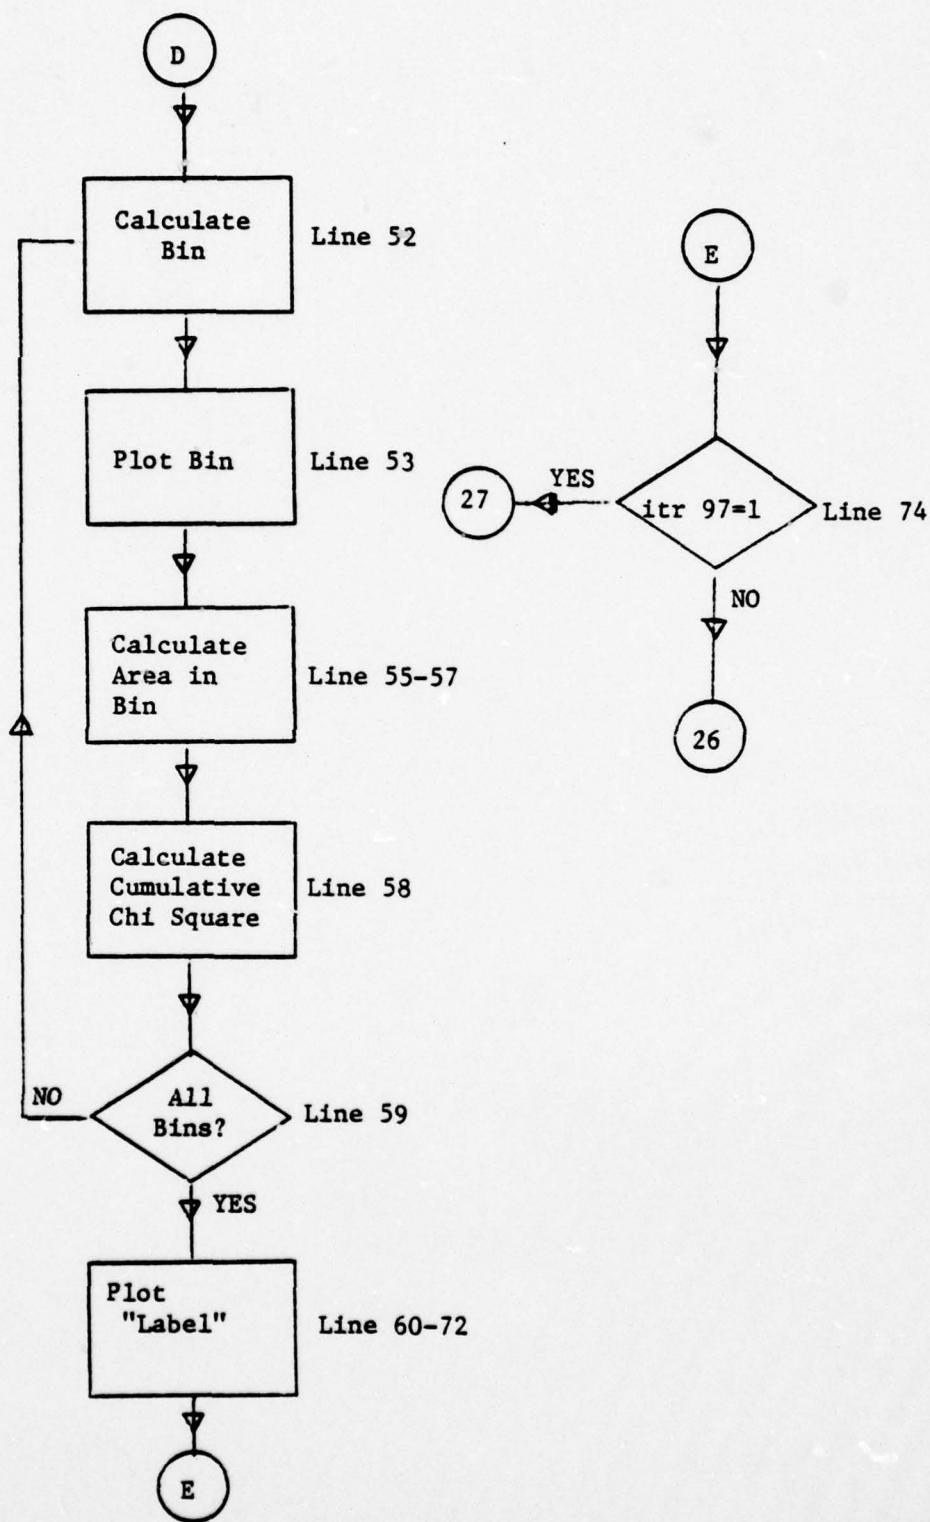 D
Calculate
Bin
Line 52
Plot Bin
Line 53
Calculate
Area in
Bin
Line 55-57
Calculate
Cumulative
Chi Square
Line 58
All
Bins?
Line 59
NO
YES
Plot
"Label"
Line 60-72
E
E
itr 97=1
Line 74
YES
27
NO
26